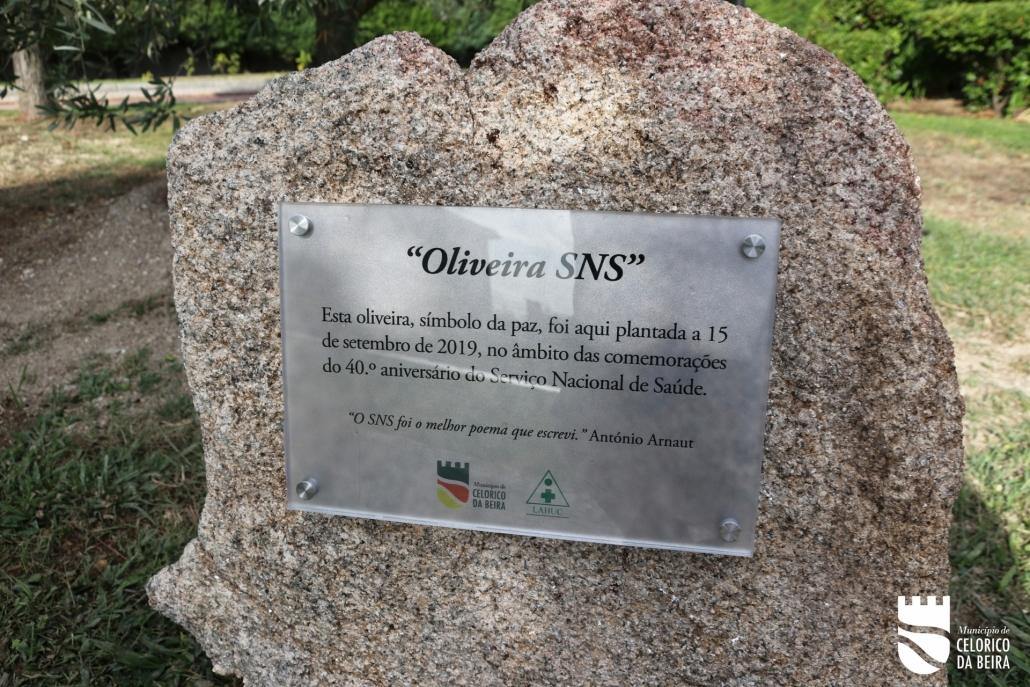 “Oliveira SNS”
Esta oliveira, símbolo da paz, foi aqui plantada a 15
de setembro de 2019, no âmbito das comemorações
do 40.º aniversário do Serviço Nacional de Saúde.
“O SNS foi o melhor poema que escrevi.” António Arnaut
Município de
CELORICO
DA BEIRA
LAHUC
Município de
CELORICO
DA BEIRA